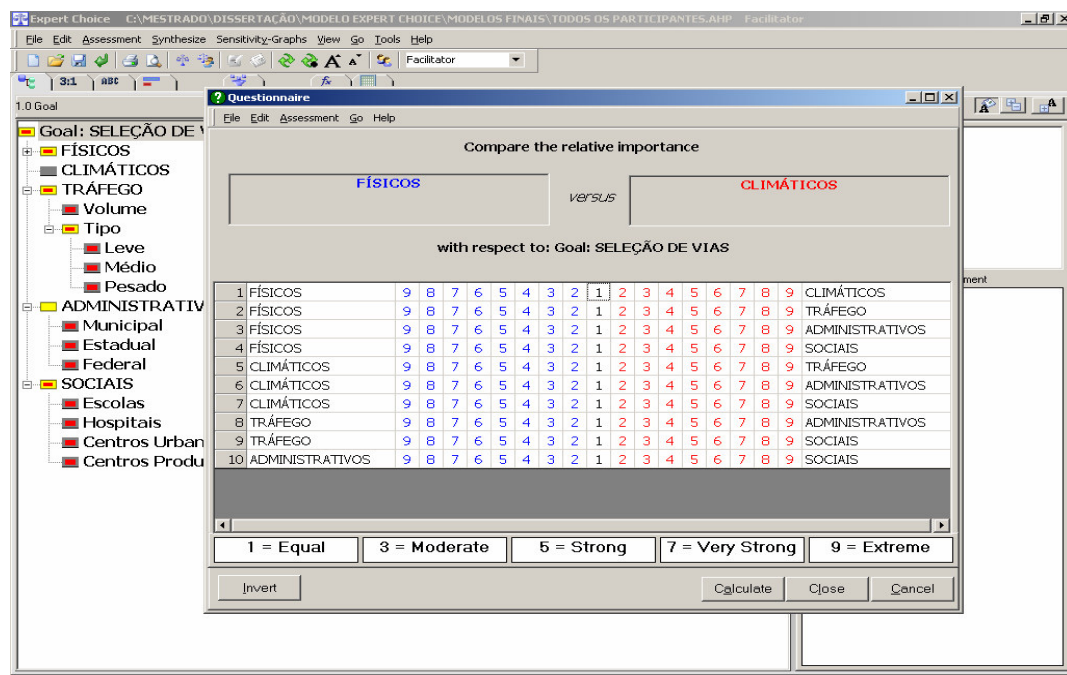 Expert Choice C:\MESTRADO\DISSERTAÇÃO\MODELO EXPERT CHOICE\MODELOS FINAIS\TODOS OS PARTICIPANTES.AHP Facilitator
File Edit Assessment Synthesize Sensitivity-Graphs View Go Tools Help
Facilitator
3:1 ABC fx
1.0 Goal
Goal: SELEÇÃO DE
FÍSICOS
CLIMÁTICOS
TRÁFEGO
Volume
Tipo
Leve
Médio
Pesado
ADMINISTRATIV
Municipal
Estadual
Federal
SOCIAIS
Escolas
Hospitais
Centros Urban
Centros Produ
Questionnaire
File Edit Assessment Go Help
Compare the relative importance
FÍSICOS
versus
CLIMÁTICOS
with respect to: Goal: SELEÇÃO DE VIAS
1 FÍSICOS 9 8 7 6 5 4 3 2 1 2 3 4 5 6 7 8 9 CLIMÁTICOS
2 FÍSICOS 9 8 7 6 5 4 3 2 1 2 3 4 5 6 7 8 9 TRÁFEGO
3 FÍSICOS 9 8 7 6 5 4 3 2 1 2 3 4 5 6 7 8 9 ADMINISTRATIVOS
4 FÍSICOS 9 8 7 6 5 4 3 2 1 2 3 4 5 6 7 8 9 SOCIAIS
5 CLIMÁTICOS 9 8 7 6 5 4 3 2 1 2 3 4 5 6 7 8 9 TRÁFEGO
6 CLIMÁTICOS 9 8 7 6 5 4 3 2 1 2 3 4 5 6 7 8 9 ADMINISTRATIVOS
7 CLIMÁTICOS 9 8 7 6 5 4 3 2 1 2 3 4 5 6 7 8 9 SOCIAIS
8 TRÁFEGO 9 8 7 6 5 4 3 2 1 2 3 4 5 6 7 8 9 ADMINISTRATIVOS
9 TRÁFEGO 9 8 7 6 5 4 3 2 1 2 3 4 5 6 7 8 9 SOCIAIS
10 ADMINISTRATIVOS 9 8 7 6 5 4 3 2 1 2 3 4 5 6 7 8 9 SOCIAIS
1 = Equal 3 = Moderate 5 = Strong 7 = Very Strong 9 = Extreme
Invert Calculate Close Cancel
ment